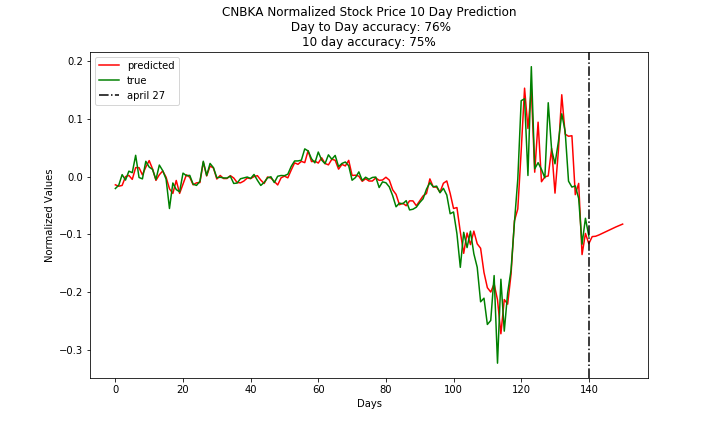 CNBKA Normalized Stock Price 10 Day Prediction
Day to Day accuracy: 76%
10 day accuracy: 75%
predicted
true
april 27
Normalized Values
0.2
0.1
0.0
−0.1
−0.2
−0.3
0 20 40 60 80 100 120 140
Days